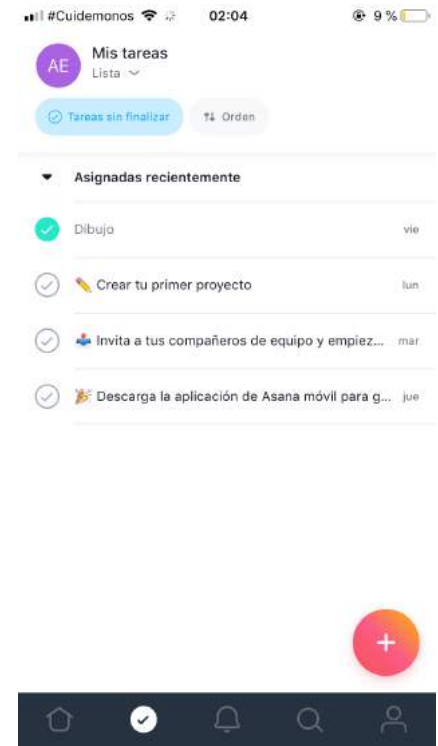 #Cuidemonos 02:04 9 %
AE
Mis tareas
Lista
Tareas sin finalizar Orden
Asignadas recientemente
Dibujo vie
Crear tu primer proyecto lun
Invita a tus compañeros de equipo y empiez... mar
Descarga la aplicación de Asana móvil para g... jue